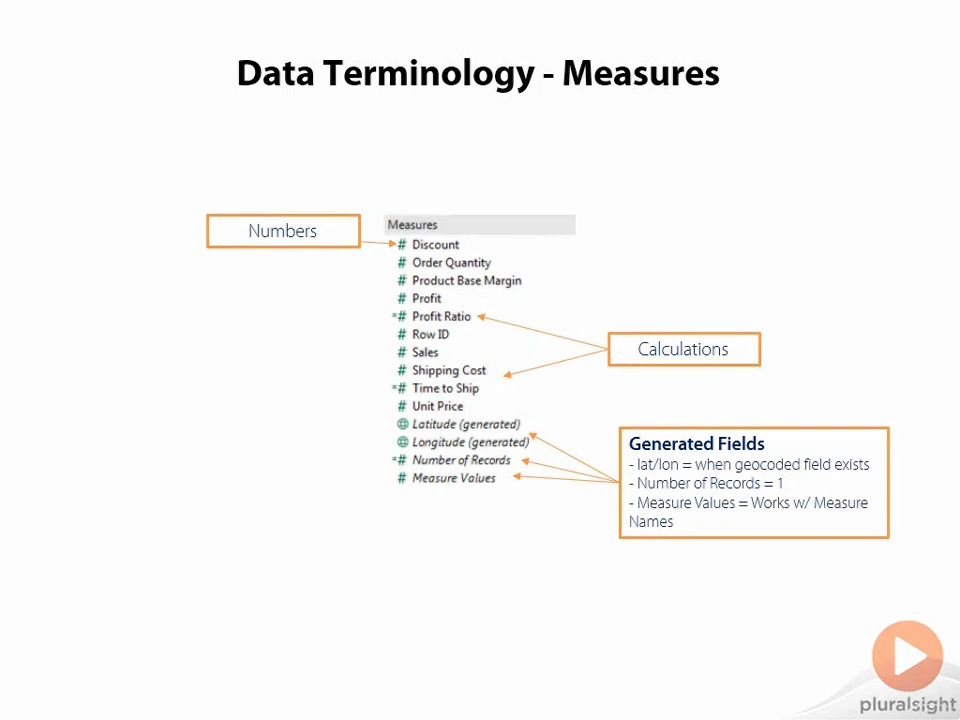 Data Terminology - Measures
Numbers
Measures
# Discount
# Order Quantity
# Product Base Margin
# Profit
=# Profit Ratio
# Row ID
# Sales
# Shipping Cost
=# Time to Ship
# Unit Price
Latitude (generated)
Longitude (generated)
=# Number of Records
# Measure Values
Calculations
Generated Fields
- lat/lon = when geocoded field exists
- Number of Records = 1
- Measure Values = Works w/ Measure
Names
pluralsight